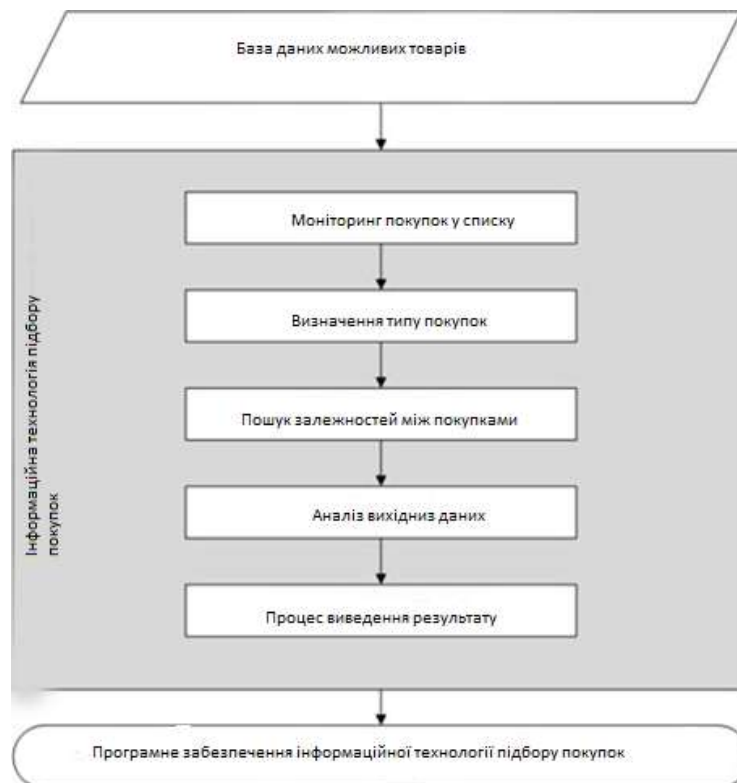 База даних можливих товарів
Моніторинг покупок у списку
Визначення типу покупок
Пошук залежностей між покупками
Аналіз вихідниз даних
Процес виведення результату
Інформаційна технологія підбору
покупок
Програмне забезпечення інформаційної технології підбору покупок